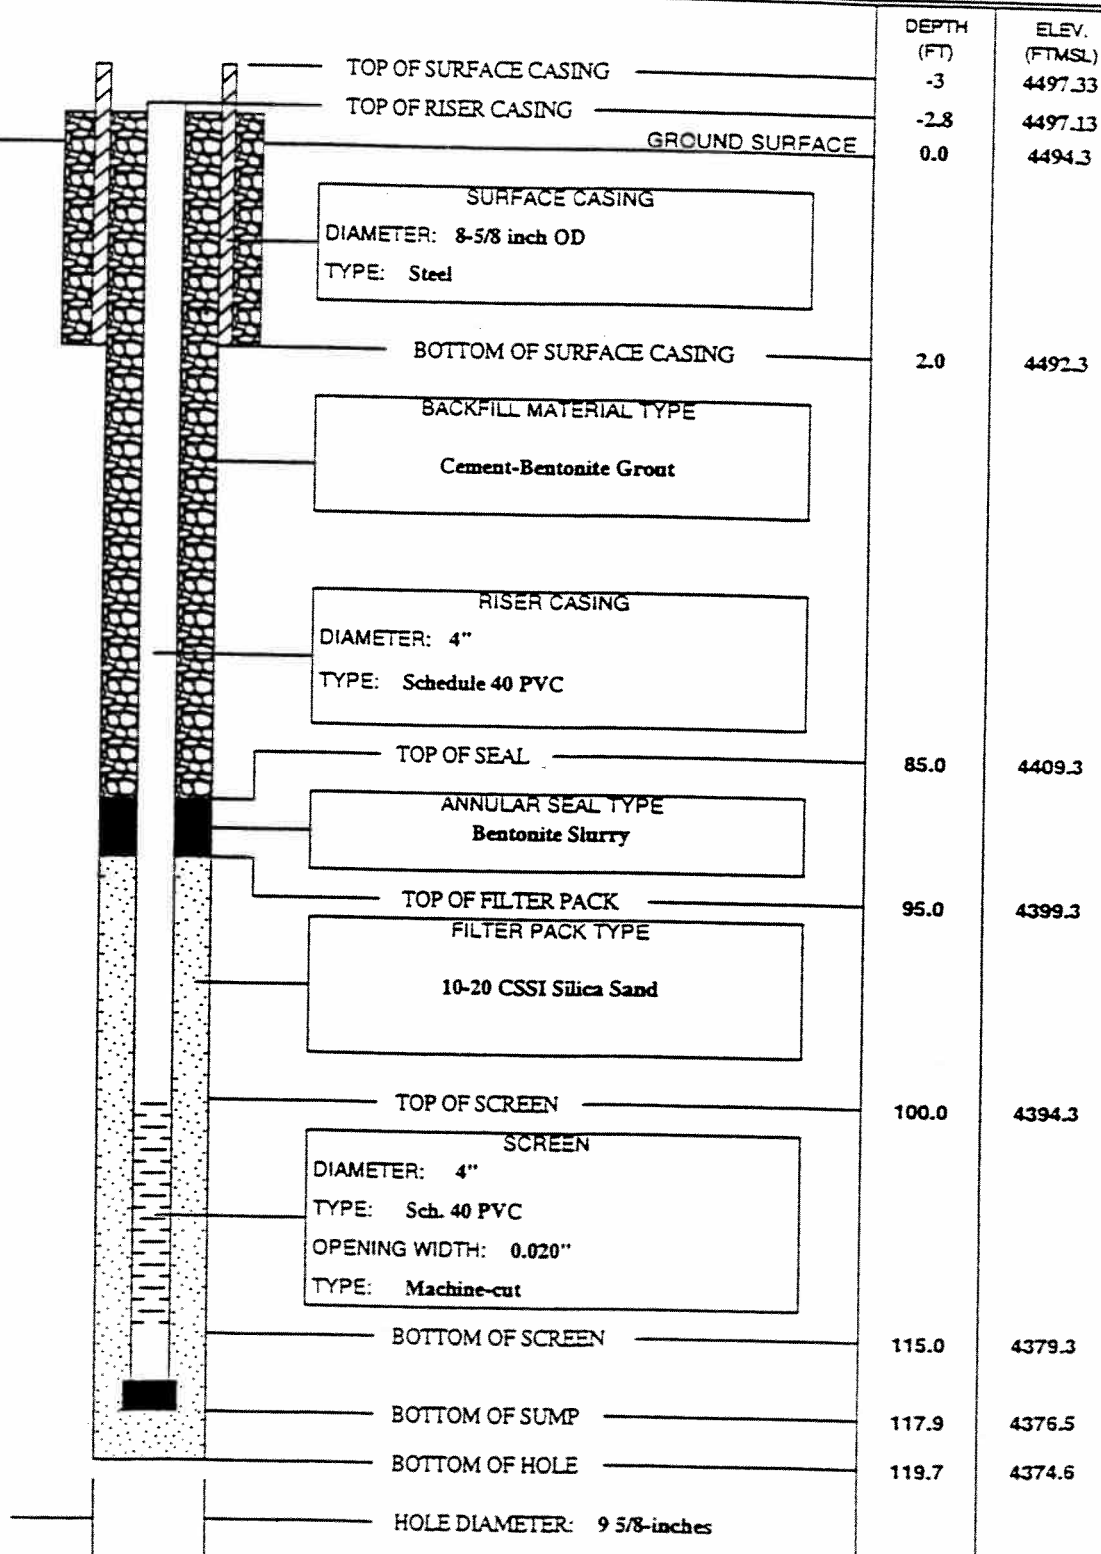 DEPTH (FT) ELEV. (FTMSL)
TOP OF SURFACE CASING -3 4497.33
TOP OF RISER CASING -2.8 4497.13
GROUND SURFACE 0.0 4494.3
SURFACE CASING
DIAMETER: 8-5/8 inch OD
TYPE: Steel
BOTTOM OF SURFACE CASING 2.0 4492.3
BACKFILL MATERIAL TYPE
Cement-Bentonite Grout
RISER CASING
DIAMETER: 4"
TYPE: Schedule 40 PVC
TOP OF SEAL 85.0 4409.3
ANNULAR SEAL TYPE
Bentonite Slurry
TOP OF FILTER PACK 95.0 4399.3
FILTER PACK TYPE
10-20 CSSI Silica Sand
TOP OF SCREEN 100.0 4394.3
SCREEN
DIAMETER: 4"
TYPE: Sch. 40 PVC
OPENING WIDTH: 0.020"
TYPE: Machine-cut
BOTTOM OF SCREEN 115.0 4379.3
BOTTOM OF SUMP 117.9 4376.5
BOTTOM OF HOLE 119.7 4374.6
HOLE DIAMETER: 9 5/8-inches